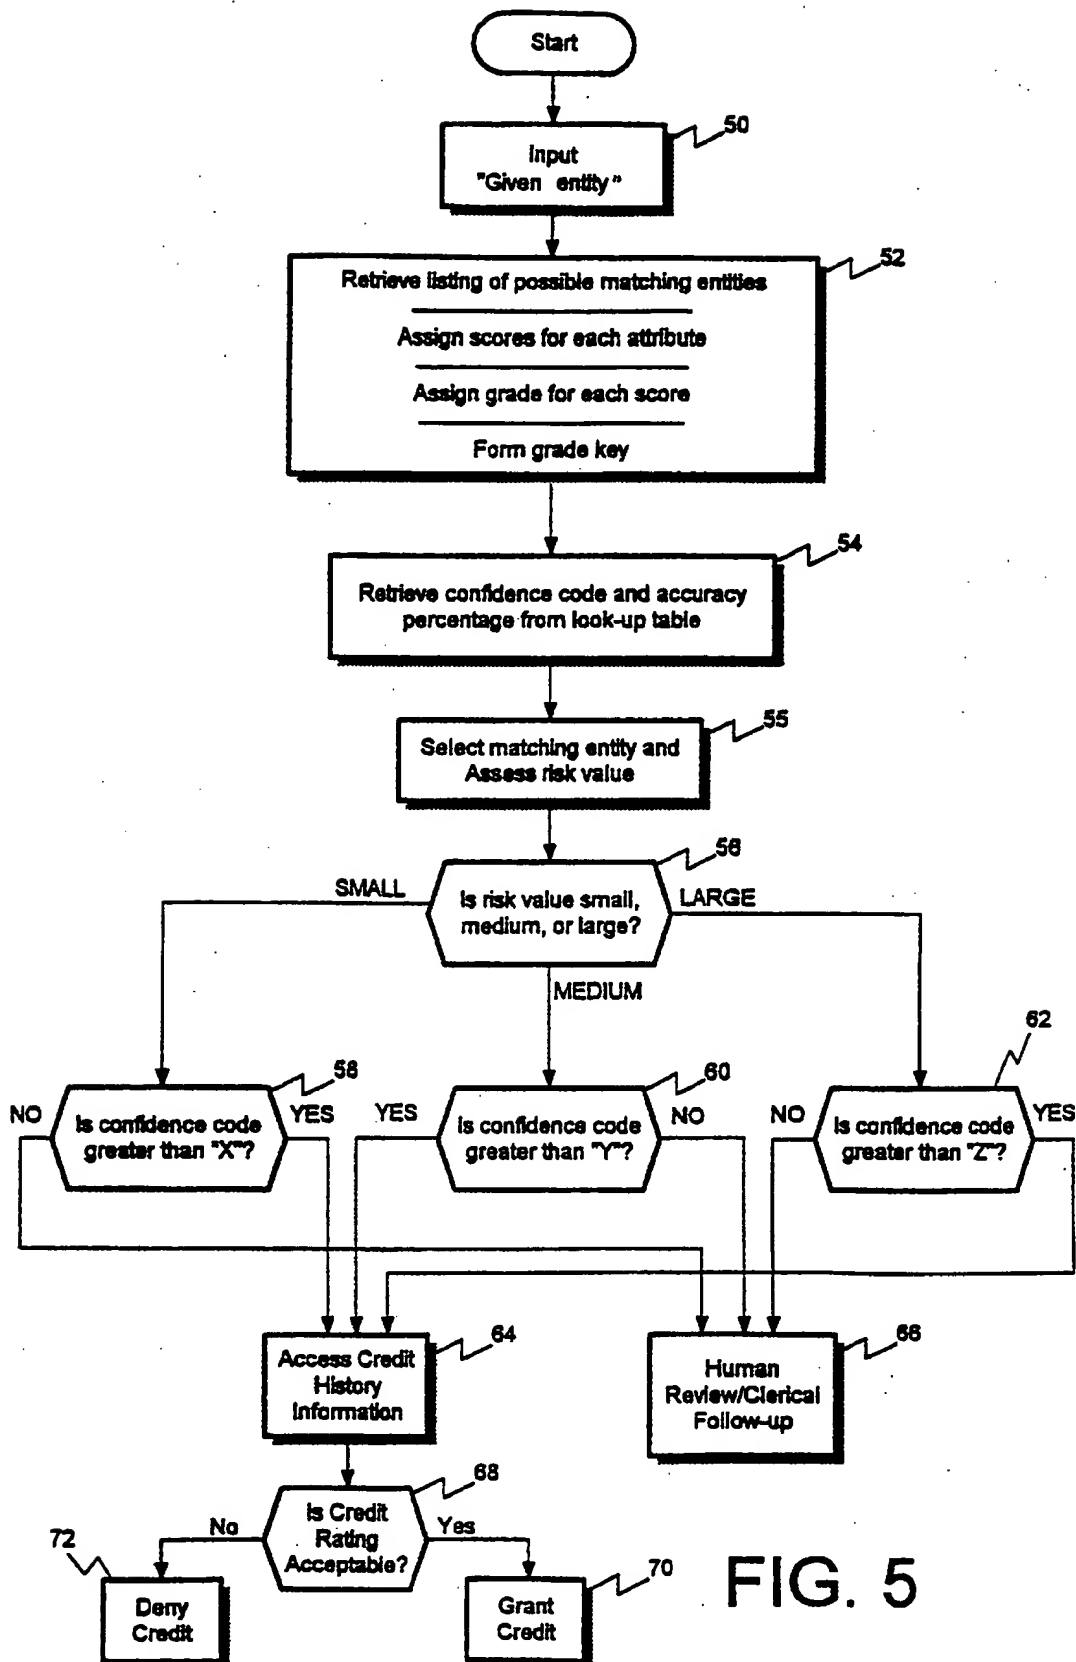 Start
50
Input
"Given entity"
52
Retrieve listing of possible matching entities
Assign scores for each attribute
Assign grade for each score
Form grade key
54
Retrieve confidence code and accuracy
percentage from look-up table
55
Select matching entity and
Assess risk value
56
SMALL
Is risk value small,
medium, or large?
LARGE
MEDIUM
58
60
62
NO
Is confidence code
greater than "X"?
YES
YES
Is confidence code
greater than "Y"?
NO
NO
Is confidence code
greater than "Z"?
YES
64
Access Credit
History
Information
66
Human
Review/Clerical
Follow-up
68
No
Is Credit
Rating
Acceptable?
Yes
72
Deny
Credit
70
Grant
Credit
FIG. 5